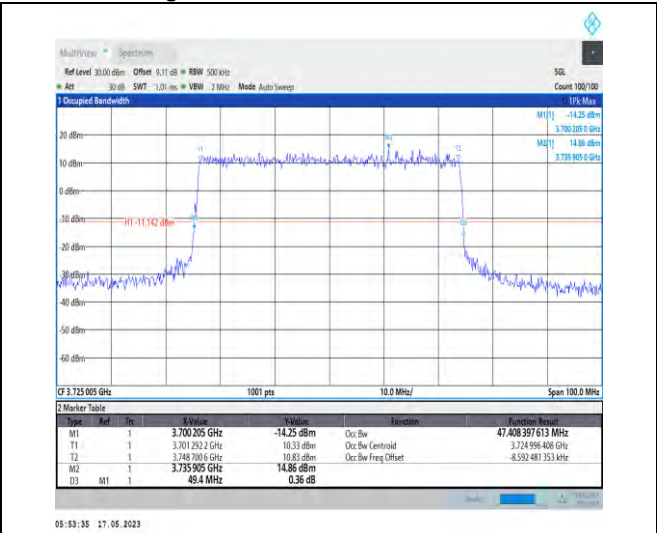 MultiView Spectrum
Ref Level 30.00 dBm Offset 9.11 dB RBW 500 kHz SGL
Att 30 dB SWT 1.01 ms VBW 2 MHz Mode Auto Sweep Count 100/100
1 Occupied Bandwidth 1Pk Max
M1[1] -14.25 dBm
3.700 205 0 GHz
20 dBm
M2[1] 14.86 dBm
3.735 905 0 GHz
M2
T1
T2
10 dBm
0 dBm
-10 dBm
H1 -11.142 dBm
-20 dBm
-30 dBm
-40 dBm
-50 dBm
-60 dBm
CF 3.725 005 GHz 1001 pts 10.0 MHz/ Span 100.0 MHz
2 Marker Table
Type Ref Trc X-Value Y-Value Function Function Result
M1 1 3.700 205 GHz -14.25 dBm Occ Bw 47.408 397 613 MHz
T1 1 3.701 292 2 GHz 10.33 dBm Occ Bw Centroid 3.724 996 408 GHz
T2 1 3.748 700 6 GHz 10.83 dBm Occ Bw Freq Offset -8.592 481 353 kHz
M2 1 3.735 905 GHz 14.86 dBm
D3 M1 1 49.4 MHz 0.36 dB
05:53:35 17.05.2023